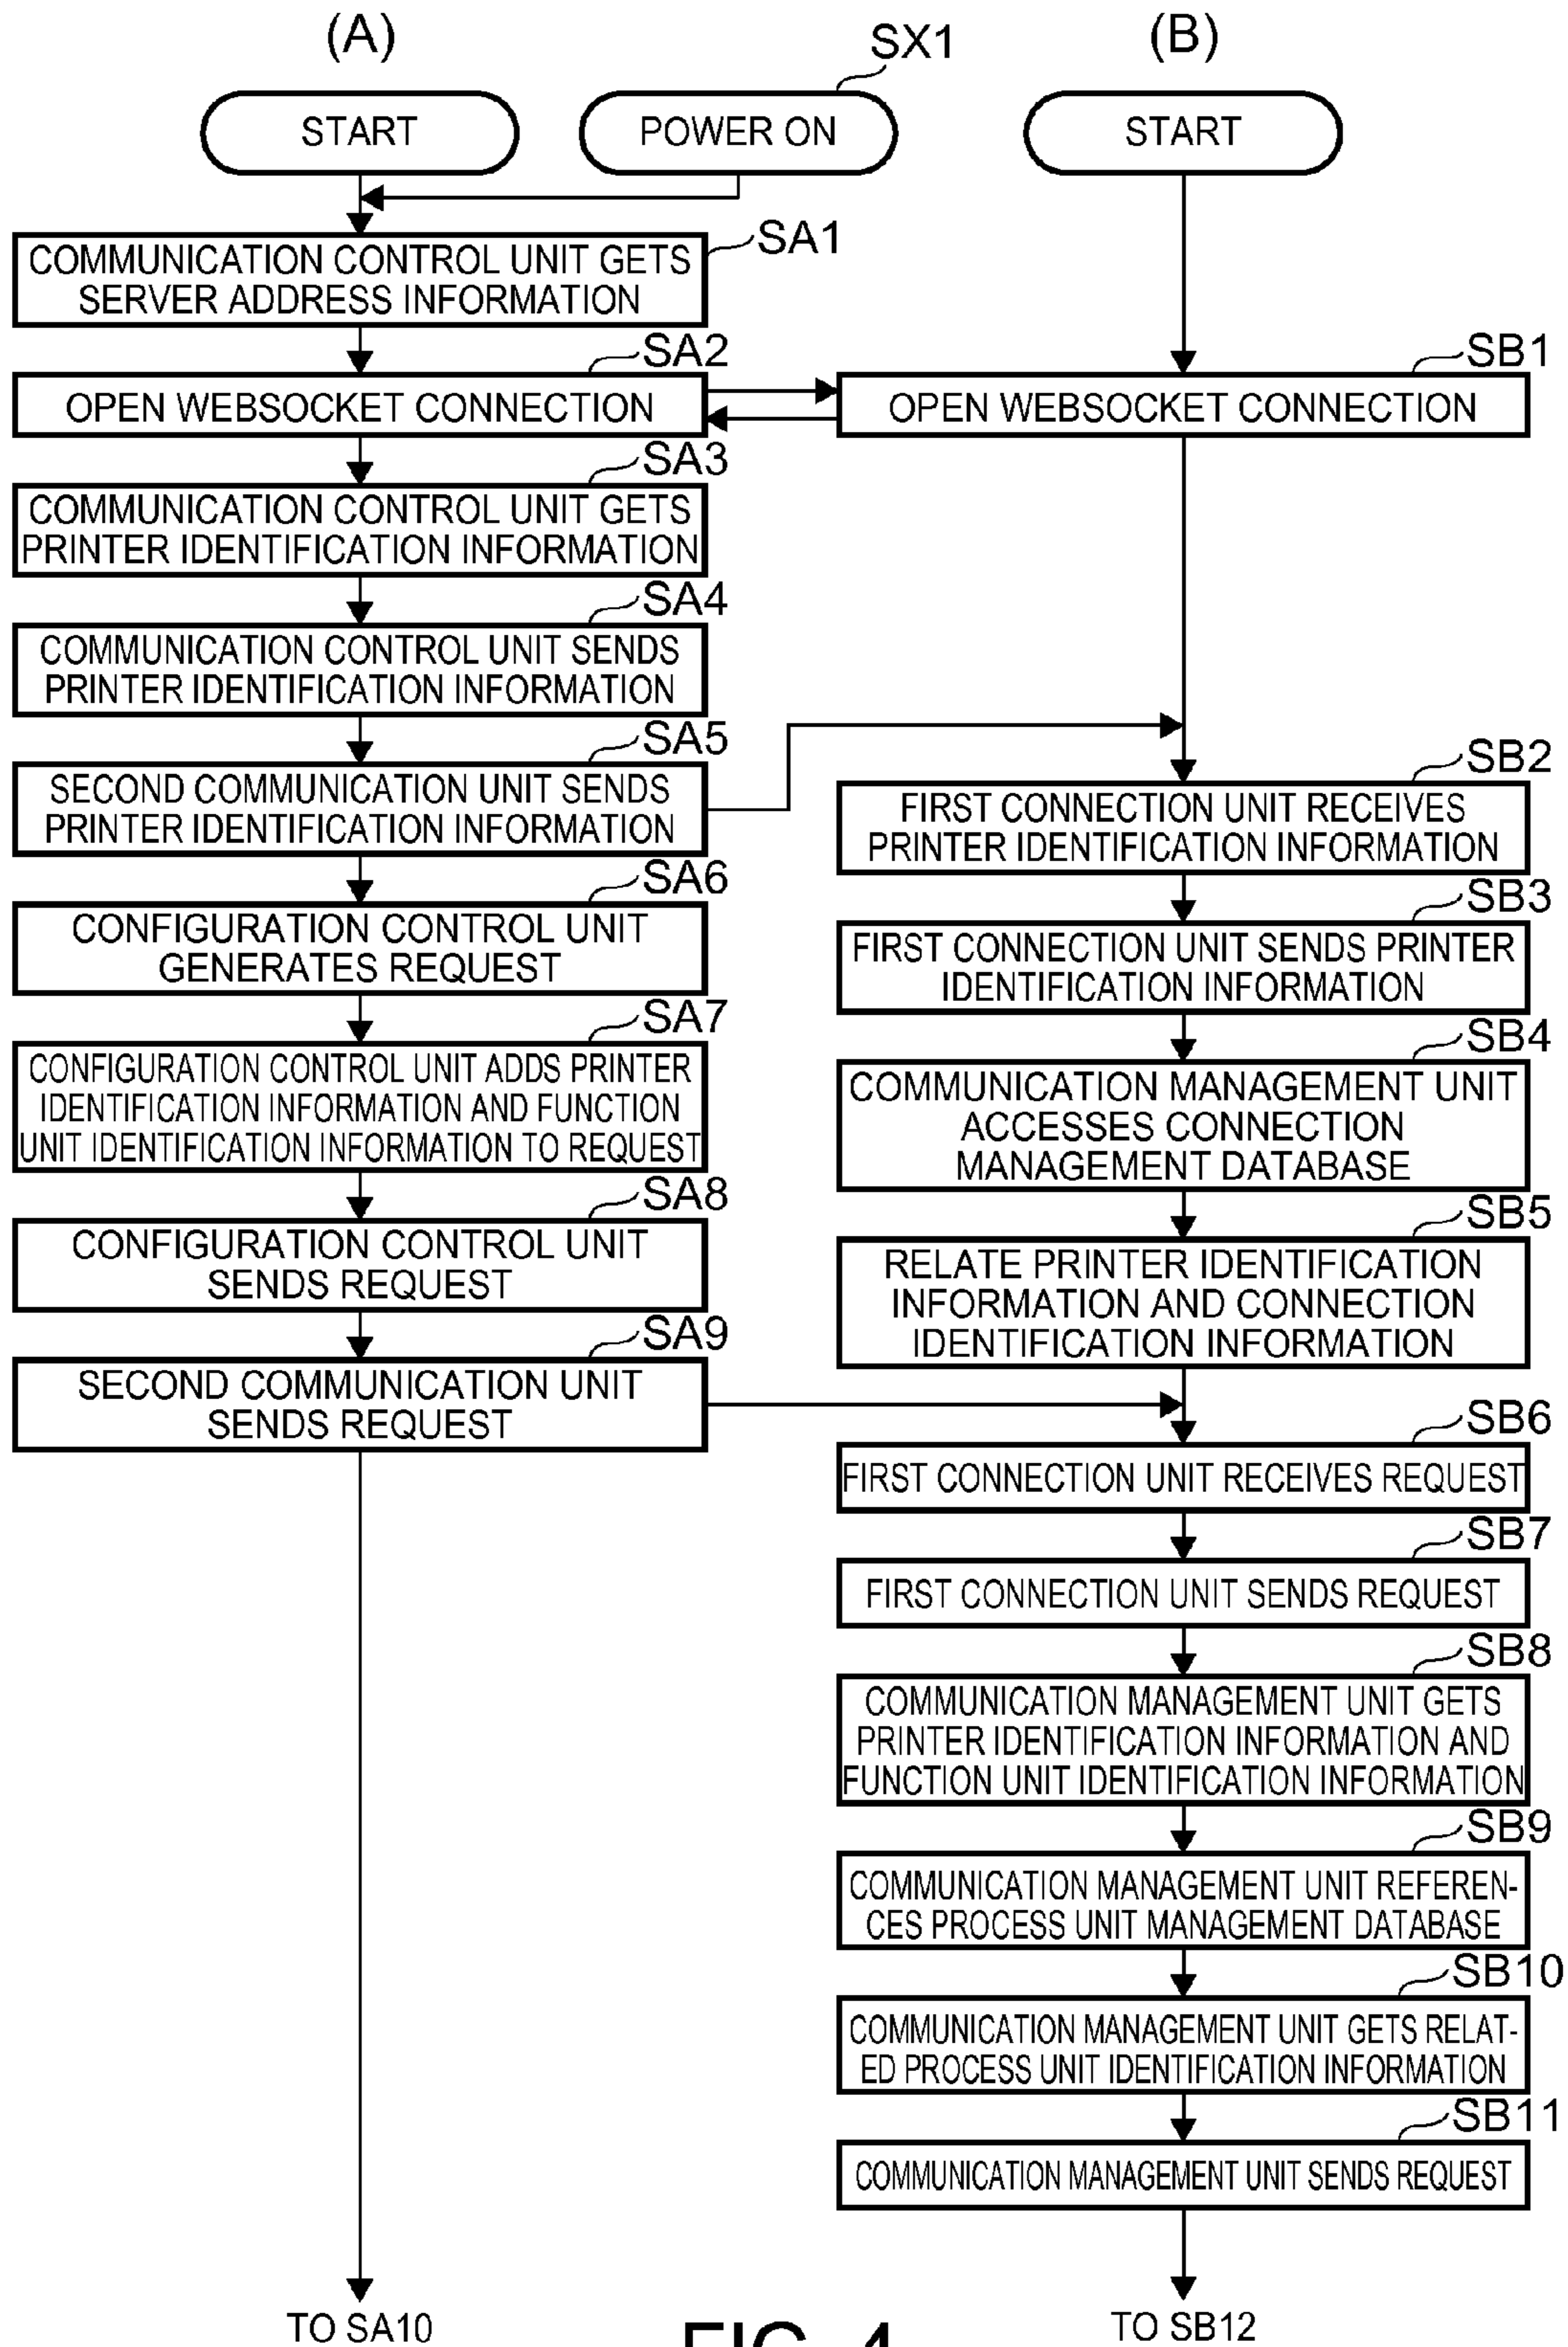 (A)
SX1
(B)
START
POWER ON
START
SA1
COMMUNICATION CONTROL UNIT GETS
SERVER ADDRESS INFORMATION
SA2
OPEN WEBSOCKET CONNECTION
SB1
OPEN WEBSOCKET CONNECTION
SA3
COMMUNICATION CONTROL UNIT GETS
PRINTER IDENTIFICATION INFORMATION
SA4
COMMUNICATION CONTROL UNIT SENDS
PRINTER IDENTIFICATION INFORMATION
SA5
SECOND COMMUNICATION UNIT SENDS
PRINTER IDENTIFICATION INFORMATION
SB2
FIRST CONNECTION UNIT RECEIVES
PRINTER IDENTIFICATION INFORMATION
SA6
CONFIGURATION CONTROL UNIT
GENERATES REQUEST
SB3
FIRST CONNECTION UNIT SENDS PRINTER
IDENTIFICATION INFORMATION
SA7
CONFIGURATION CONTROL UNIT ADDS PRINTER
IDENTIFICATION INFORMATION AND FUNCTION
UNIT IDENTIFICATION INFORMATION TO REQUEST
SB4
COMMUNICATION MANAGEMENT UNIT
ACCESSES CONNECTION
MANAGEMENT DATABASE
SA8
CONFIGURATION CONTROL UNIT
SENDS REQUEST
SB5
RELATE PRINTER IDENTIFICATION
INFORMATION AND CONNECTION
IDENTIFICATION INFORMATION
SA9
SECOND COMMUNICATION UNIT
SENDS REQUEST
SB6
FIRST CONNECTION UNIT RECEIVES REQUEST
SB7
FIRST CONNECTION UNIT SENDS REQUEST
SB8
COMMUNICATION MANAGEMENT UNIT GETS
PRINTER IDENTIFICATION INFORMATION AND
FUNCTION UNIT IDENTIFICATION INFORMATION
SB9
COMMUNICATION MANAGEMENT UNIT REFEREN-
CES PROCESS UNIT MANAGEMENT DATABASE
SB10
COMMUNICATION MANAGEMENT UNIT GETS RELAT-
ED PROCESS UNIT IDENTIFICATION INFORMATION
SB11
COMMUNICATION MANAGEMENT UNIT SENDS REQUEST
TO SA10
TO SB12
FIG. 4